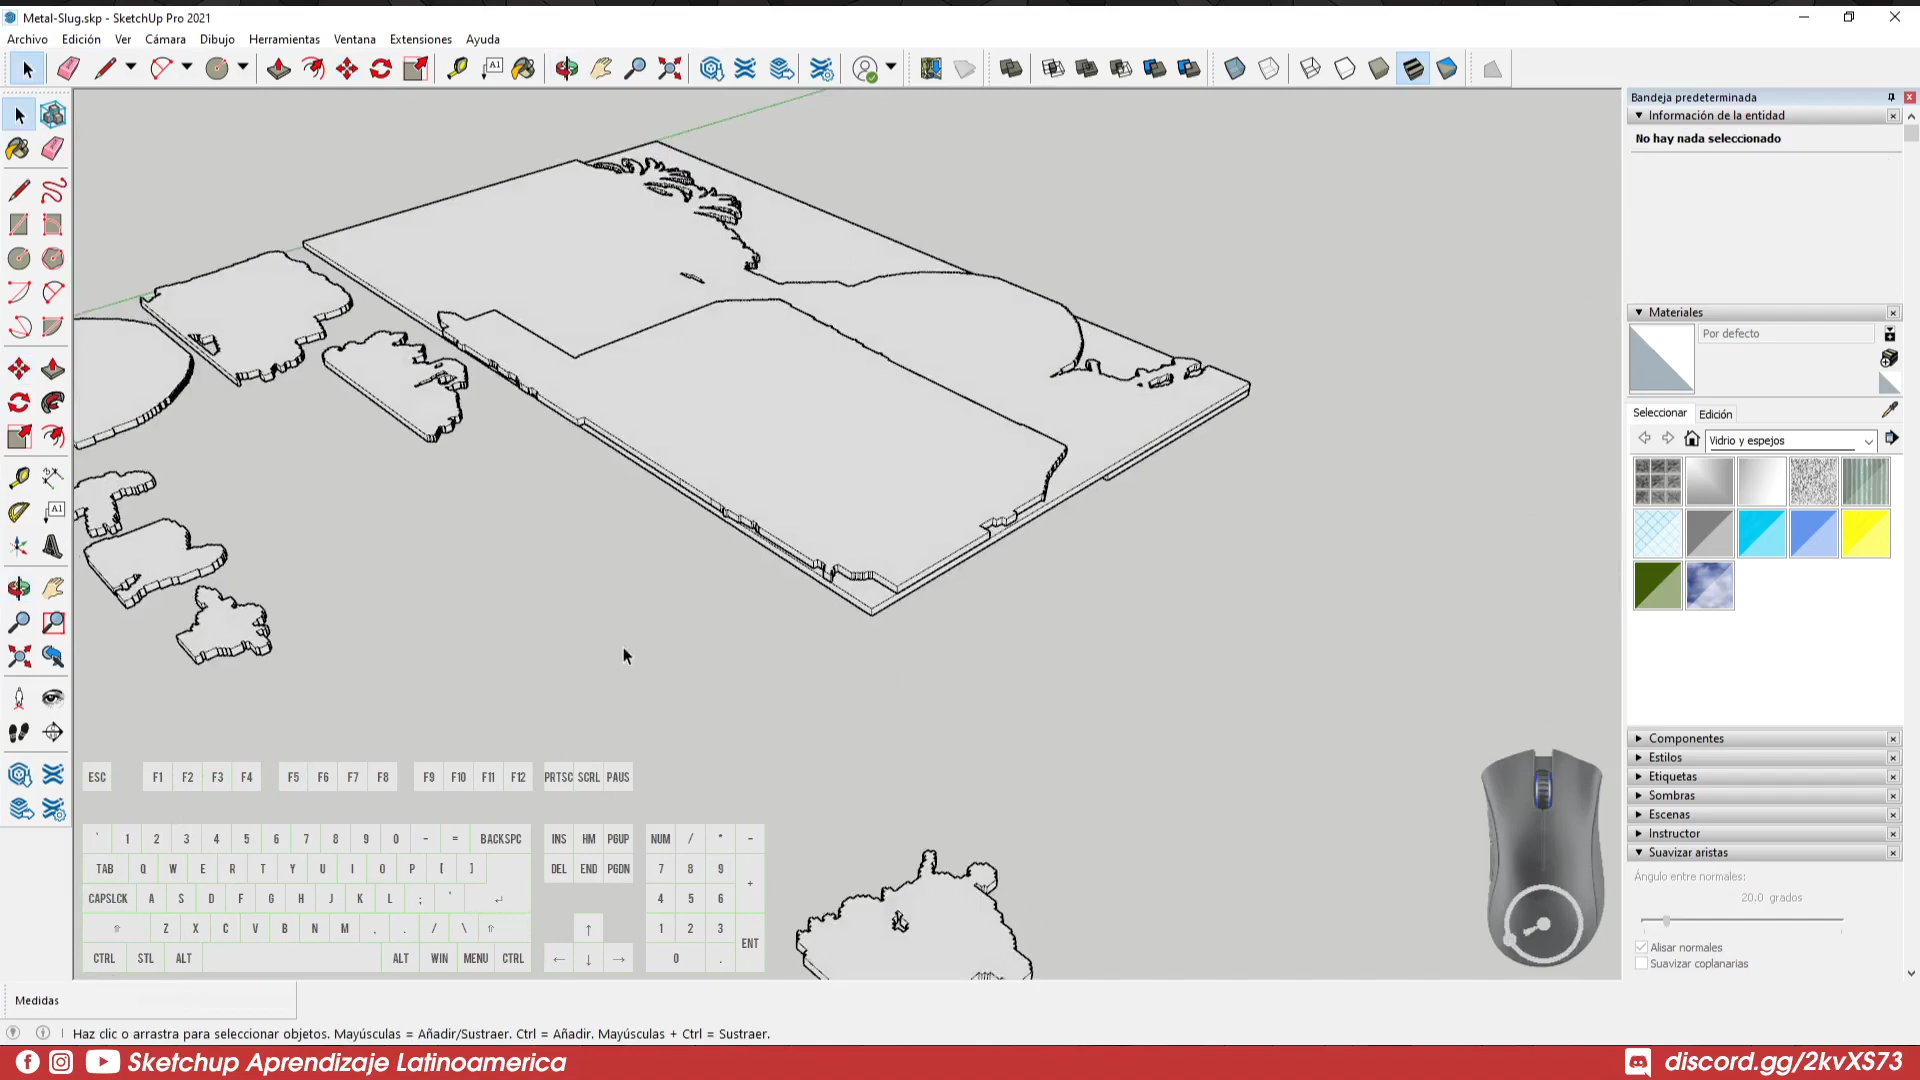 Metal-Slug.skp - SketchUp Pro 2021
Archivo Edición Ver Cámara Dibujo Herramientas Ventana Extensiones Ayuda
A1
Bandeja predeterminada
Información de la entidad
No hay nada seleccionado
A1
Materiales
Por defecto
Seleccionar Edición
Vidrio y espejos
Componentes
Estilos
Etiquetas
Sombras
Escenas
Instructor
Suavizar aristas
Ángulo entre normales:
20.0 grados
Alisar normales
Suavizar coplanarias
ESC F1 F2 F3 F4 F5 F6 F7 F8 F9 F10 F11 F12 PRTSC SCRL PAUS
` 1 2 3 4 5 6 7 8 9 0 - = BACKSPC INS HM PGUP NUM / * -
TAB Q W E R T Y U I O P [ ] DEL END PGDN 7 8 9 +
CAPSLCK A S D F G H J K L ; ' ↵ 4 5 6
⇧ Z X C V B N M , . / \ ⇧ ↑ 1 2 3 ENT
CTRL STL ALT ALT WIN MENU CTRL ← ↓ → 0 .
Medidas
Haz clic o arrastra para seleccionar objetos. Mayúsculas = Añadir/Sustraer. Ctrl = Añadir. Mayúsculas + Ctrl = Sustraer.
Sketchup Aprendizaje Latinoamerica
discord.gg/2kvXS73